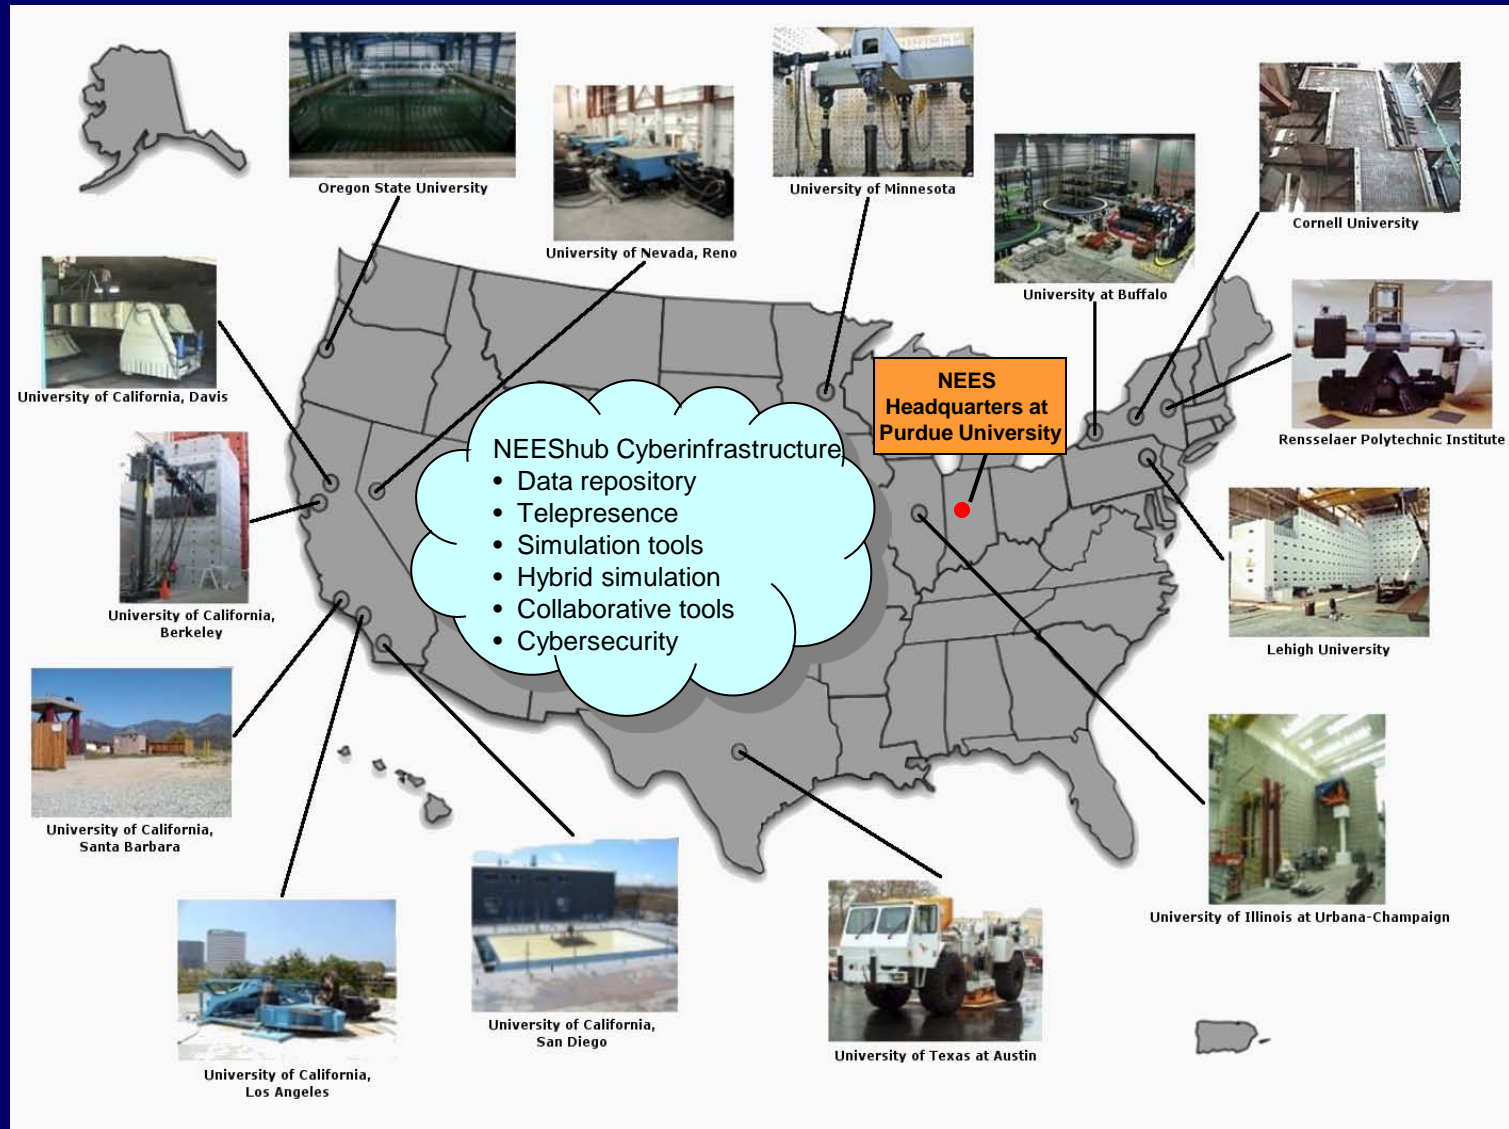 Oregon State University
University of Nevada, Reno
University of Minnesota
University at Buffalo
Cornell University
University of California, Davis
NEES
Headquarters at
Purdue University
Rensselaer Polytechnic Institute
NEEShub Cyberinfrastructure
• Data repository
• Telepresence
• Simulation tools
• Hybrid simulation
• Collaborative tools
• Cybersecurity
University of California,
Berkeley
Lehigh University
University of California,
Santa Barbara
University of Illinois at Urbana-Champaign
University of California,
San Diego
University of Texas at Austin
University of California,
Los Angeles